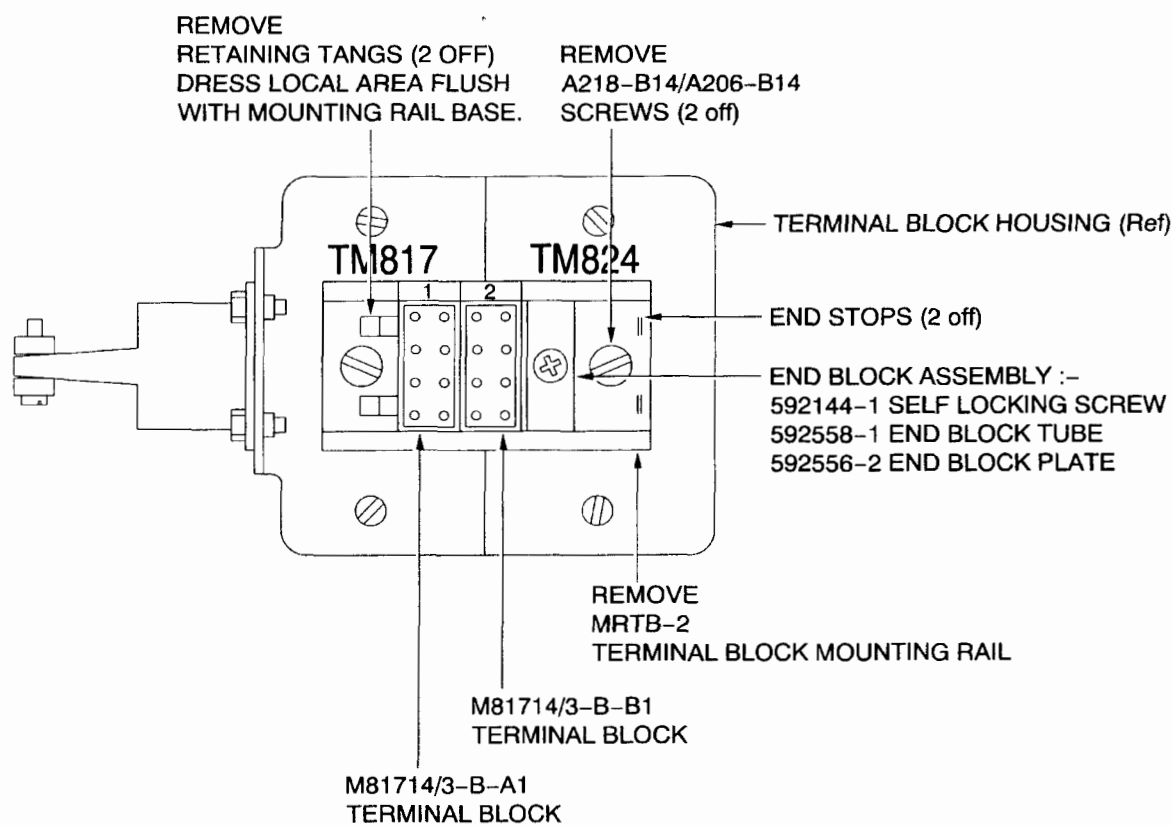 REMOVE
RETAINING TANGS (2 OFF)
DRESS LOCAL AREA FLUSH
WITH MOUNTING RAIL BASE.
REMOVE
A218-B14/A206-B14
SCREWS (2 off)
TERMINAL BLOCK HOUSING (Ref)
TM817
TM824
1
2
END STOPS (2 off)
END BLOCK ASSEMBLY :-
592144-1 SELF LOCKING SCREW
592558-1 END BLOCK TUBE
592556-2 END BLOCK PLATE
REMOVE
MRTB-2
TERMINAL BLOCK MOUNTING RAIL
M81714/3-B-B1
TERMINAL BLOCK
M81714/3-B-A1
TERMINAL BLOCK